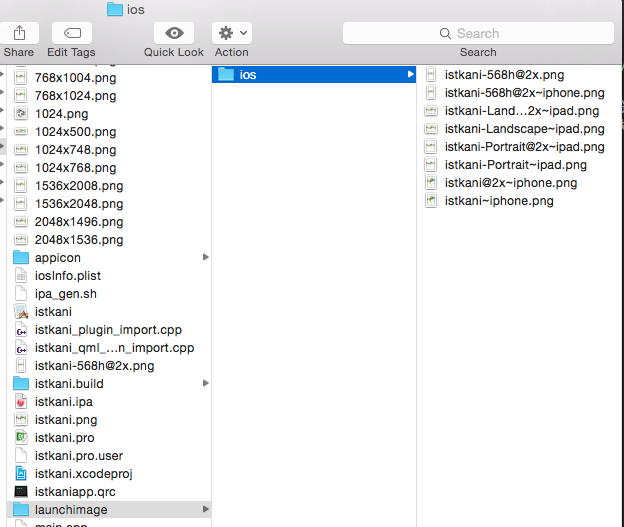 ios
Share
Edit Tags
Quick Look
Action
Search
Search
768x1004.png
768x1024.png
1024.png
1024x500.png
1024x748.png
1024x768.png
1536x2008.png
1536x2048.png
2048x1496.png
2048x1536.png
appicon
iosInfo.plist
ipa_gen.sh
istkani
istkani_plugin_import.cpp
istkani_qml_...n_import.cpp
istkani-568h@2x.png
istkani.build
istkani.ipa
istkani.png
istkani.pro
istkani.pro.user
istkani.xcodeproj
istkaniapp.qrc
launchimage
ios
istkani-568h@2x.png
istkani-568h@2x~iphone.png
istkani-Land...2x~ipad.png
istkani-Landscape~ipad.png
istkani-Portrait@2x~ipad.png
istkani-Portrait~ipad.png
istkani@2x~iphone.png
istkani~iphone.png